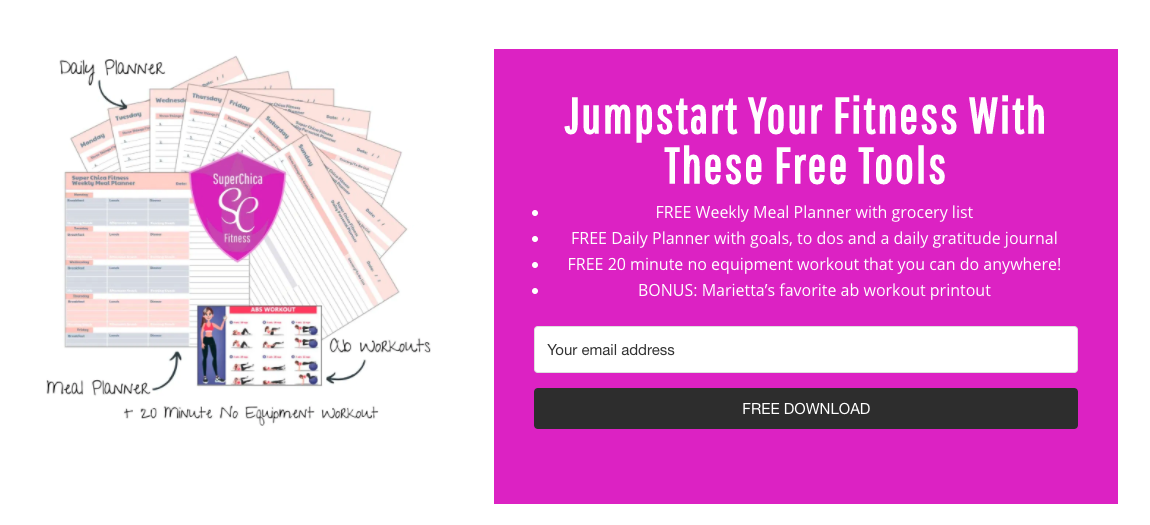 Daily Planner
Monday
Tuesday
Wednesday
Thursday
Friday
Saturday
Sunday
Super Chica Fitness
Weekly Meal Planner
SuperChica
SC
Fitness
Breakfast Lunch Dinner
ABS WORKOUT
Ab Workouts
Meal Planner
+ 20 Minute No Equipment Workout
Jumpstart Your Fitness With
These Free Tools
FREE Weekly Meal Planner with grocery list
FREE Daily Planner with goals, to dos and a daily gratitude journal
FREE 20 minute no equipment workout that you can do anywhere!
BONUS: Marietta’s favorite ab workout printout
Your email address
FREE DOWNLOAD